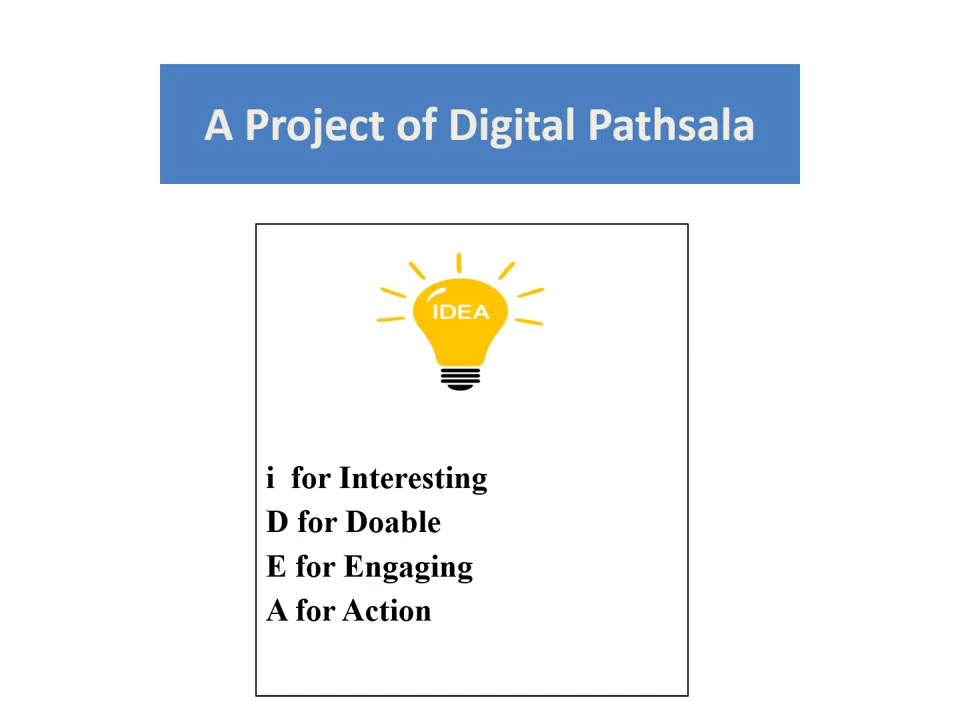 A Project of Digital Pathsala
IDEA
i for Interesting
D for Doable
E for Engaging
A for Action